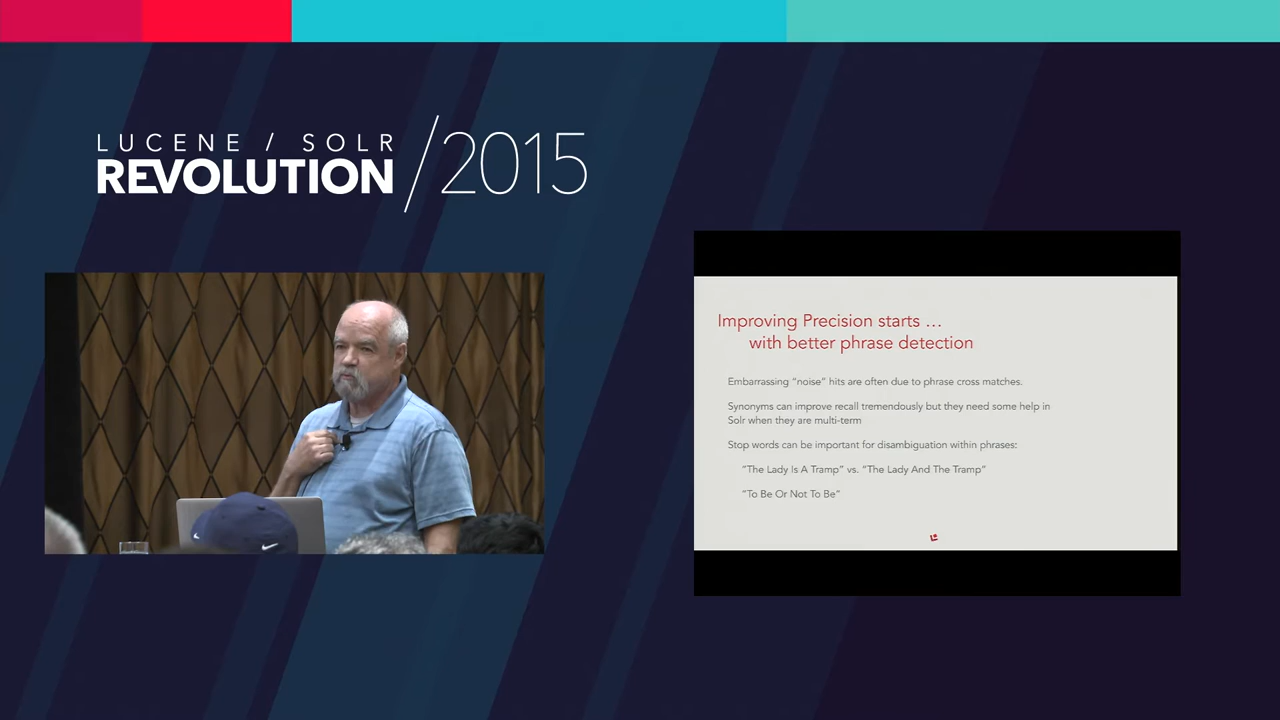 LUCENE / SOLR
REVOLUTION
/2015
Improving Precision starts …
with better phrase detection
Embarrassing “noise” hits are often due to phrase cross matches.
Synonyms can improve recall tremendously but they need some help in
Solr when they are multi-term
Stop words can be important for disambiguation within phrases:
“The Lady Is A Tramp” vs. “The Lady And The Tramp”
“To Be Or Not To Be”